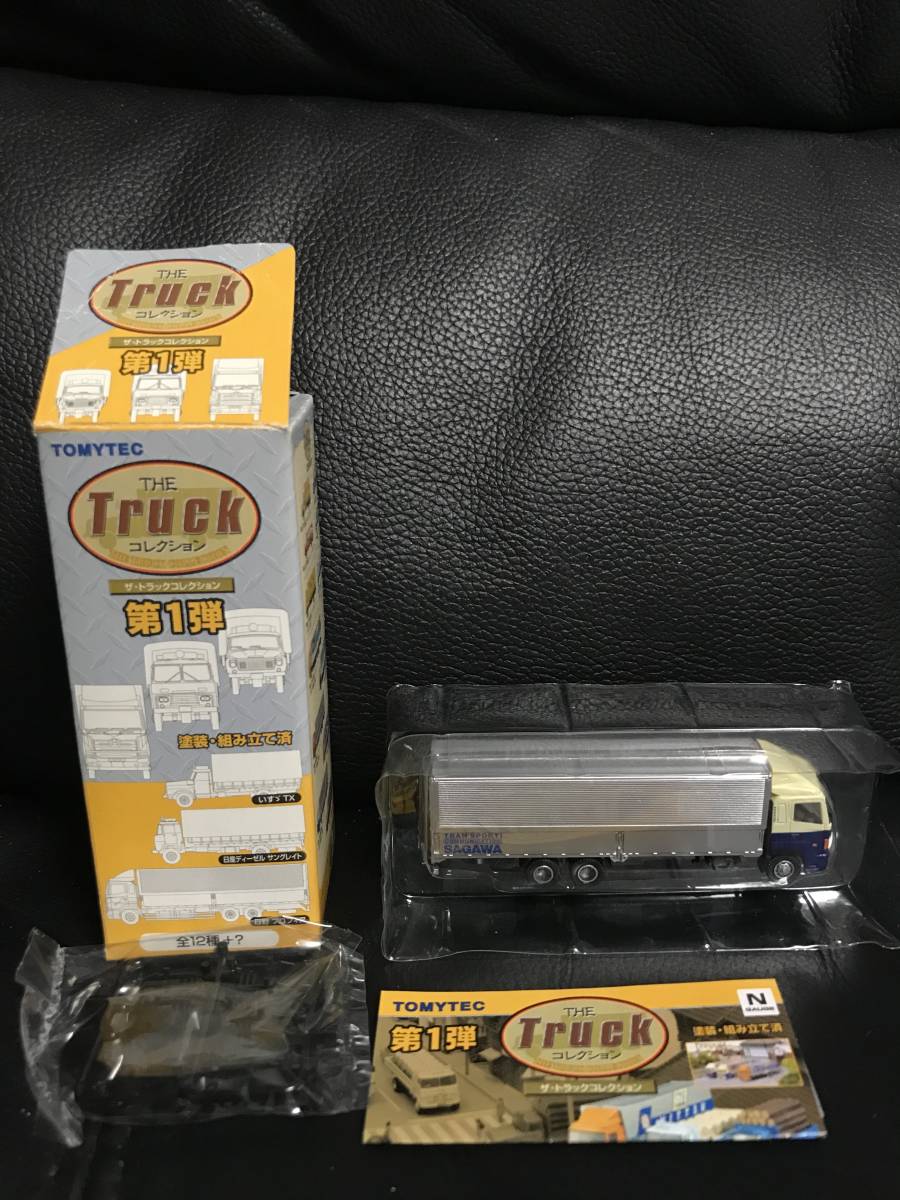 THE
Truck
コレクション
ザ・トラックコレクション
第1弾
TOMYTEC
THE
Truck
コレクション
ザ・トラックコレクション
第1弾
塗装・組み立て済
いすゞTX
日産ディーゼル サングレイト
全12種+?
TRANSPORT!
SAGAWA
TOMYTEC
第1弾
THE
Truck
コレクション
ザ・トラックコレクション
N
GAUGE
塗装・組み立て済